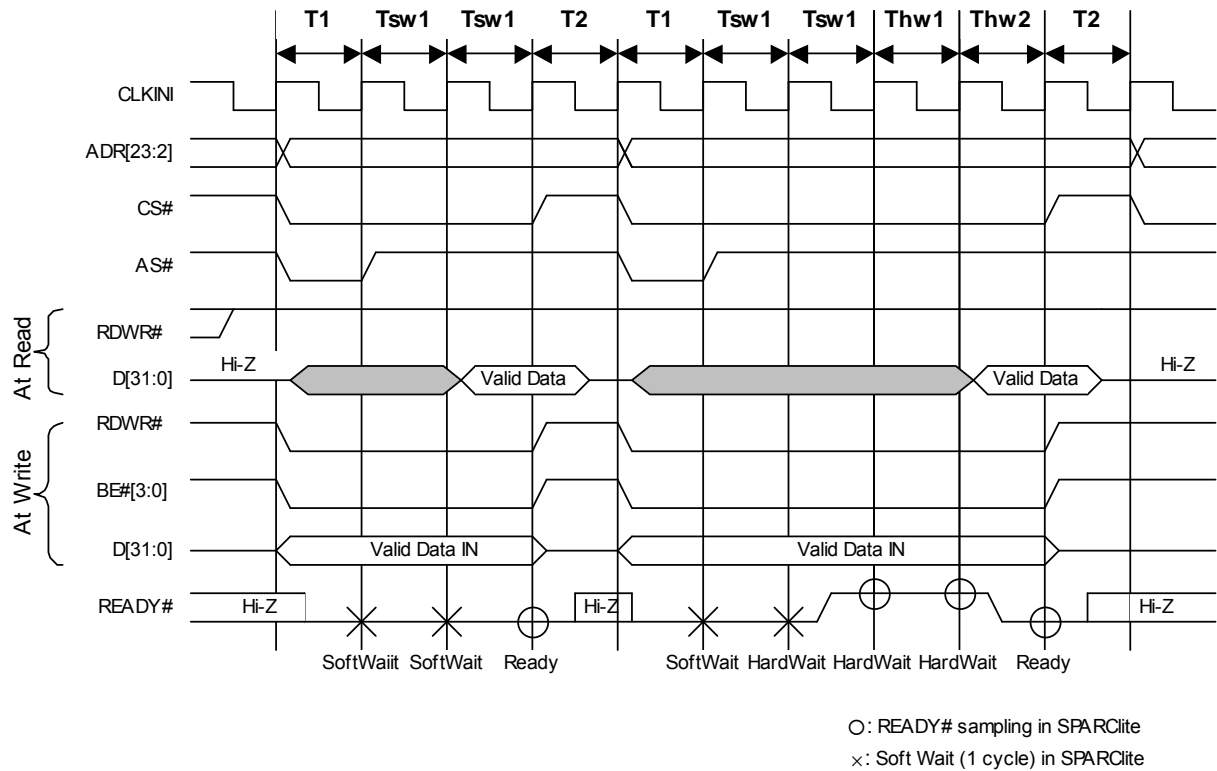 T1 Tsw1 Tsw1 T2 T1 Tsw1 Tsw1 Thw1 Thw2 T2
CLKINI
ADR[23:2]
CS#
AS#
At Read
RDWR#
Hi-Z
D[31:0]
Valid Data
Valid Data
Hi-Z
At Write
RDWR#
BE#[3:0]
D[31:0]
Valid Data IN
Valid Data IN
READY#
Hi-Z
Hi-Z
Hi-Z
SoftWaiit SoftWait Ready SoftWait HardWait HardWait HardWait Ready
○: READY# sampling in SPARClite
×: Soft Wait (1 cycle) in SPARClite